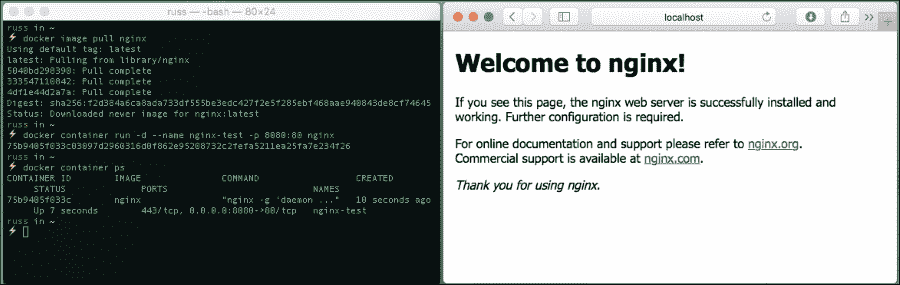 russ — -bash — 80×24
russ in ~
⚡ docker image pull nginx
Using default tag: latest
latest: Pulling from library/nginx
5040bd298390: Pull complete
333547110842: Pull complete
4df1e44d2a7a: Pull complete
Digest: sha256:f2d384a6ca8ada733df555be3edc427f2e5f285ebf468aae940843de8cf74645
Status: Downloaded newer image for nginx:latest
russ in ~
⚡ docker container run -d --name nginx-test -p 8080:80 nginx
russ in ~
⚡ docker container ps
CONTAINER ID IMAGE COMMAND CREATED
STATUS PORTS NAMES
75b9405f033c nginx "nginx -g 'daemon ..." 10 seconds ago
Up 7 seconds 443/tcp, 0.0.0.0:8080->80/tcp nginx-test
russ in ~
⚡
localhost
Welcome to nginx!
If you see this page, the nginx web server is successfully installed and
working. Further configuration is required.
For online documentation and support please refer to nginx.org.
Commercial support is available at nginx.com.
Thank you for using nginx.